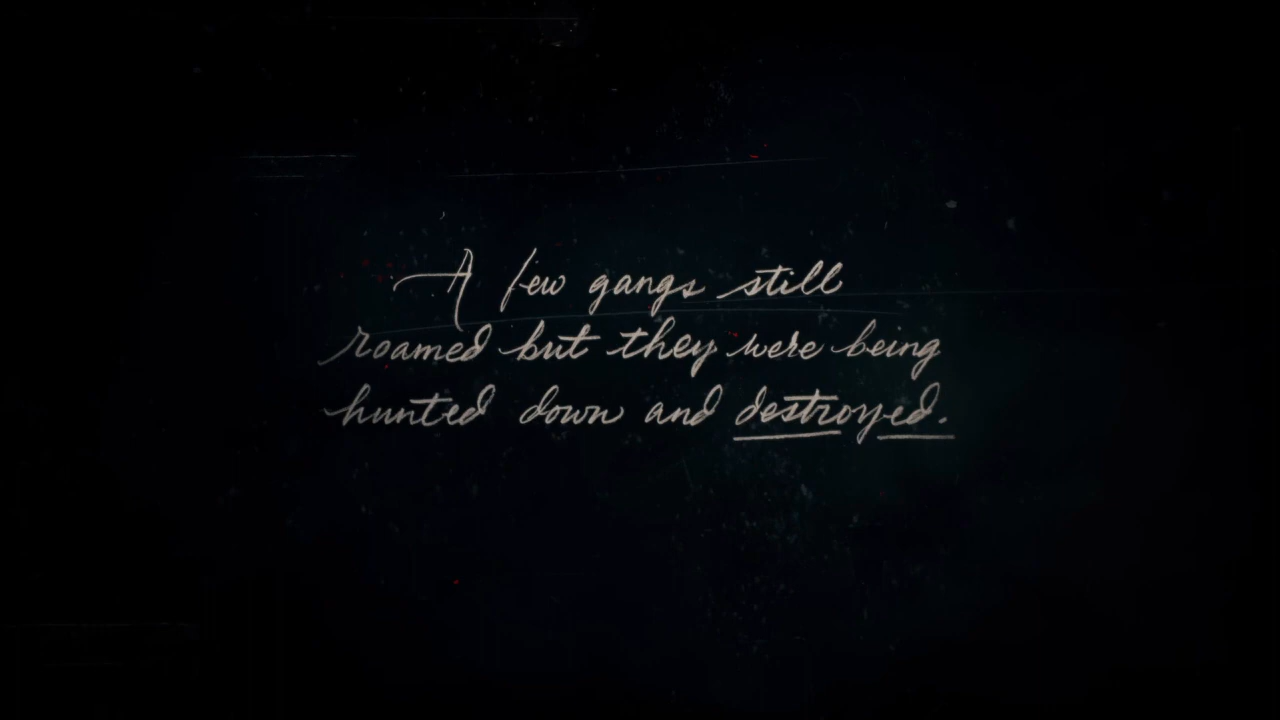 A few gangs still
roamed but they were being
hunted down and destroyed.